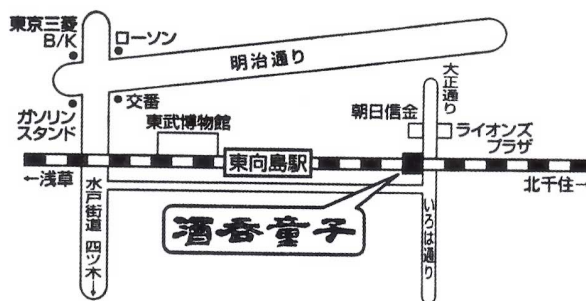 東京三菱
B/K
ローソン
明治通り
大正通り
ガソリン
スタンド
交番
東武博物館
朝日信金
ライオンズ
プラザ
東向島駅
←浅草
北千住→
水戸街道 四ツ木→
酒呑童子
いろは通り